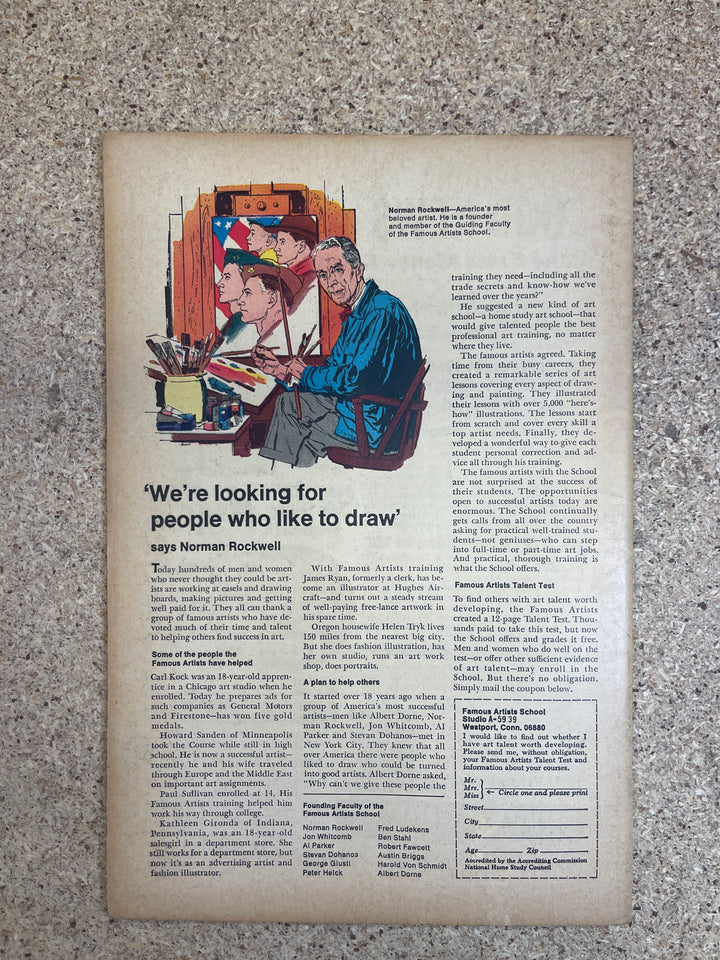 Norman Rockwell—America's most
beloved artist. He is a founder
and member of the Guiding Faculty
of the Famous Artists School.
'We're looking for
people who like to draw'
says Norman Rockwell
Today hundreds of men and women
who never thought they could be art-
ists are working at easels and drawing
boards, making pictures and getting
well paid for it. They all can thank a
group of famous artists who have de-
voted much of their time and talent
to helping others find success in art.
Some of the people the
Famous Artists have helped
Carl Kock was an 18-year-old appren-
tice in a Chicago art studio when he
enrolled. Today he prepares ads for
such companies as General Motors
and Firestone—has won five gold
medals.
Howard Sanden of Minneapolis
took the Course while still in high
school. He is now a successful artist—
recently he and his wife traveled
through Europe and the Middle East
on important art assignments.
Paul Sullivan enrolled at 14. His
Famous Artists training helped him
work his way through college.
Kathleen Gironda of Indiana,
Pennsylvania, was an 18-year-old
salesgirl in a department store. She
still works for a department store, but
now it's as an advertising artist and
fashion illustrator.
With Famous Artists training
James Ryan, formerly a clerk, has be-
come an illustrator at Hughes Air-
craft—and turns out a steady stream
of well-paying free-lance artwork in
his spare time.
Oregon housewife Helen Tryk lives
150 miles from the nearest big city.
But she does fashion illustration, has
her own studio, runs an art work
shop, does portraits.
A plan to help others
It started over 18 years ago when a
group of America's most successful
artists—men like Albert Dorne, Nor-
man Rockwell, Jon Whitcomb, Al
Parker and Stevan Dohanos—met in
New York City. They knew that all
over America there were people who
liked to draw who could be turned
into good artists. Albert Dorne asked,
"Why can't we give these people the
Founding Faculty of the
Famous Artists School
Norman Rockwell
Jon Whitcomb
Al Parker
Stevan Dohanos
George Giusti
Peter Helck
Fred Ludekens
Ben Stahl
Robert Fawcett
Austin Briggs
Harold Von Schmidt
Albert Dorne
training they need—including all the
trade secrets and know-how we've
learned over the years?"
He suggested a new kind of art
school—a home study art school—that
would give talented people the best
professional art training, no matter
where they live.
The famous artists agreed. Taking
time from their busy careers, they
created a remarkable series of art
lessons covering every aspect of draw-
ing and painting. They illustrated
their lessons with over 5,000 "here's-
how" illustrations. The lessons start
from scratch and cover every skill a
top artist needs. Finally, they de-
veloped a wonderful way to give each
student personal correction and ad-
vice all through his training.
The famous artists with the School
are not surprised at the success of
their students. The opportunities
open to successful artists today are
enormous. The School continually
gets calls from all over the country
asking for practical well-trained stu-
dents—not geniuses—who can step
into full-time or part-time art jobs.
And practical, thorough training is
what the School offers.
Famous Artists Talent Test
To find others with art talent worth
developing, the Famous Artists
created a 12-page Talent Test. Thou-
sands paid to take this test, but now
the School offers and grades it free.
Men and women who do well on the
test—or offer other sufficient evidence
of art talent—may enroll in the
School. But there's no obligation.
Simply mail the coupon below.
Famous Artists School
Studio A-5939
Westport, Conn. 06880
I would like to find out whether I
have art talent worth developing.
Please send me, without obligation,
your Famous Artists Talent Test and
information about your courses.
Mr.
Mrs.
Miss
← Circle one and please print
Street
City
State
Age Zip
Accredited by the Accrediting Commission
National Home Study Council